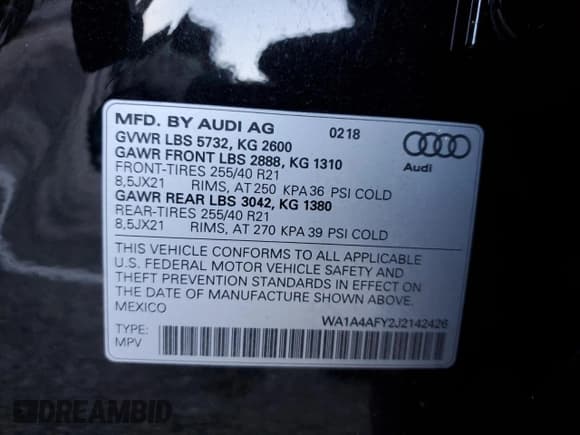 MFD. BY AUDI AG 0218
GVWR LBS 5732, KG 2600
GAWR FRONT LBS 2888, KG 1310
FRONT-TIRES 255/40 R21
8,5JX21 RIMS, AT 250 KPA 36 PSI COLD
GAWR REAR LBS 3042, KG 1380
REAR-TIRES 255/40 R21
8,5JX21 RIMS, AT 270 KPA 39 PSI COLD
Audi
THIS VEHICLE CONFORMS TO ALL APPLICABLE
U.S. FEDERAL MOTOR VEHICLE SAFETY AND
THEFT PREVENTION STANDARDS IN EFFECT ON
THE DATE OF MANUFACTURE SHOWN ABOVE.
MEXICO
WA1A4AFY2J2142426
TYPE:
MPV
DREAMBID